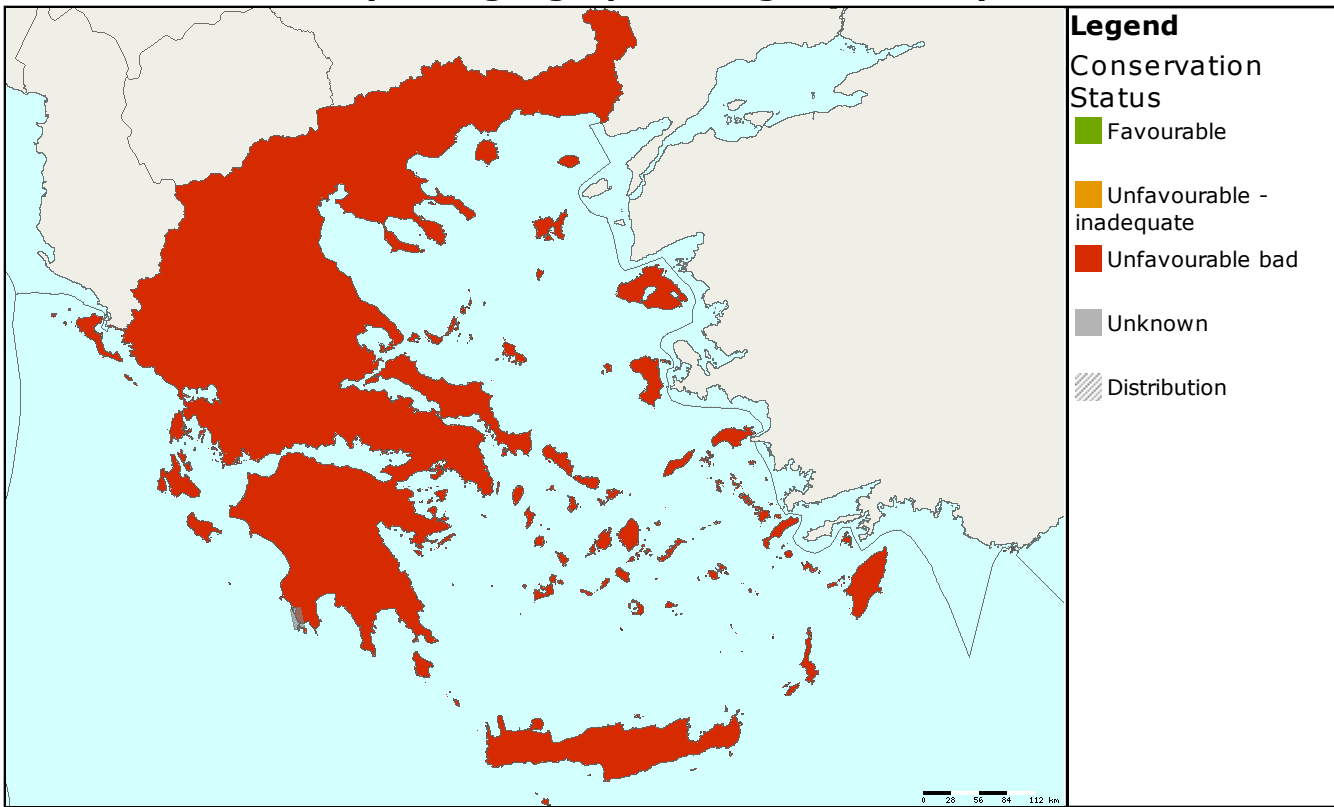 Legend
Conservation
Status
Favourable
Unfavourable -
inadequate
Unfavourable bad
Unknown
Distribution
0 28 56 84 112 km